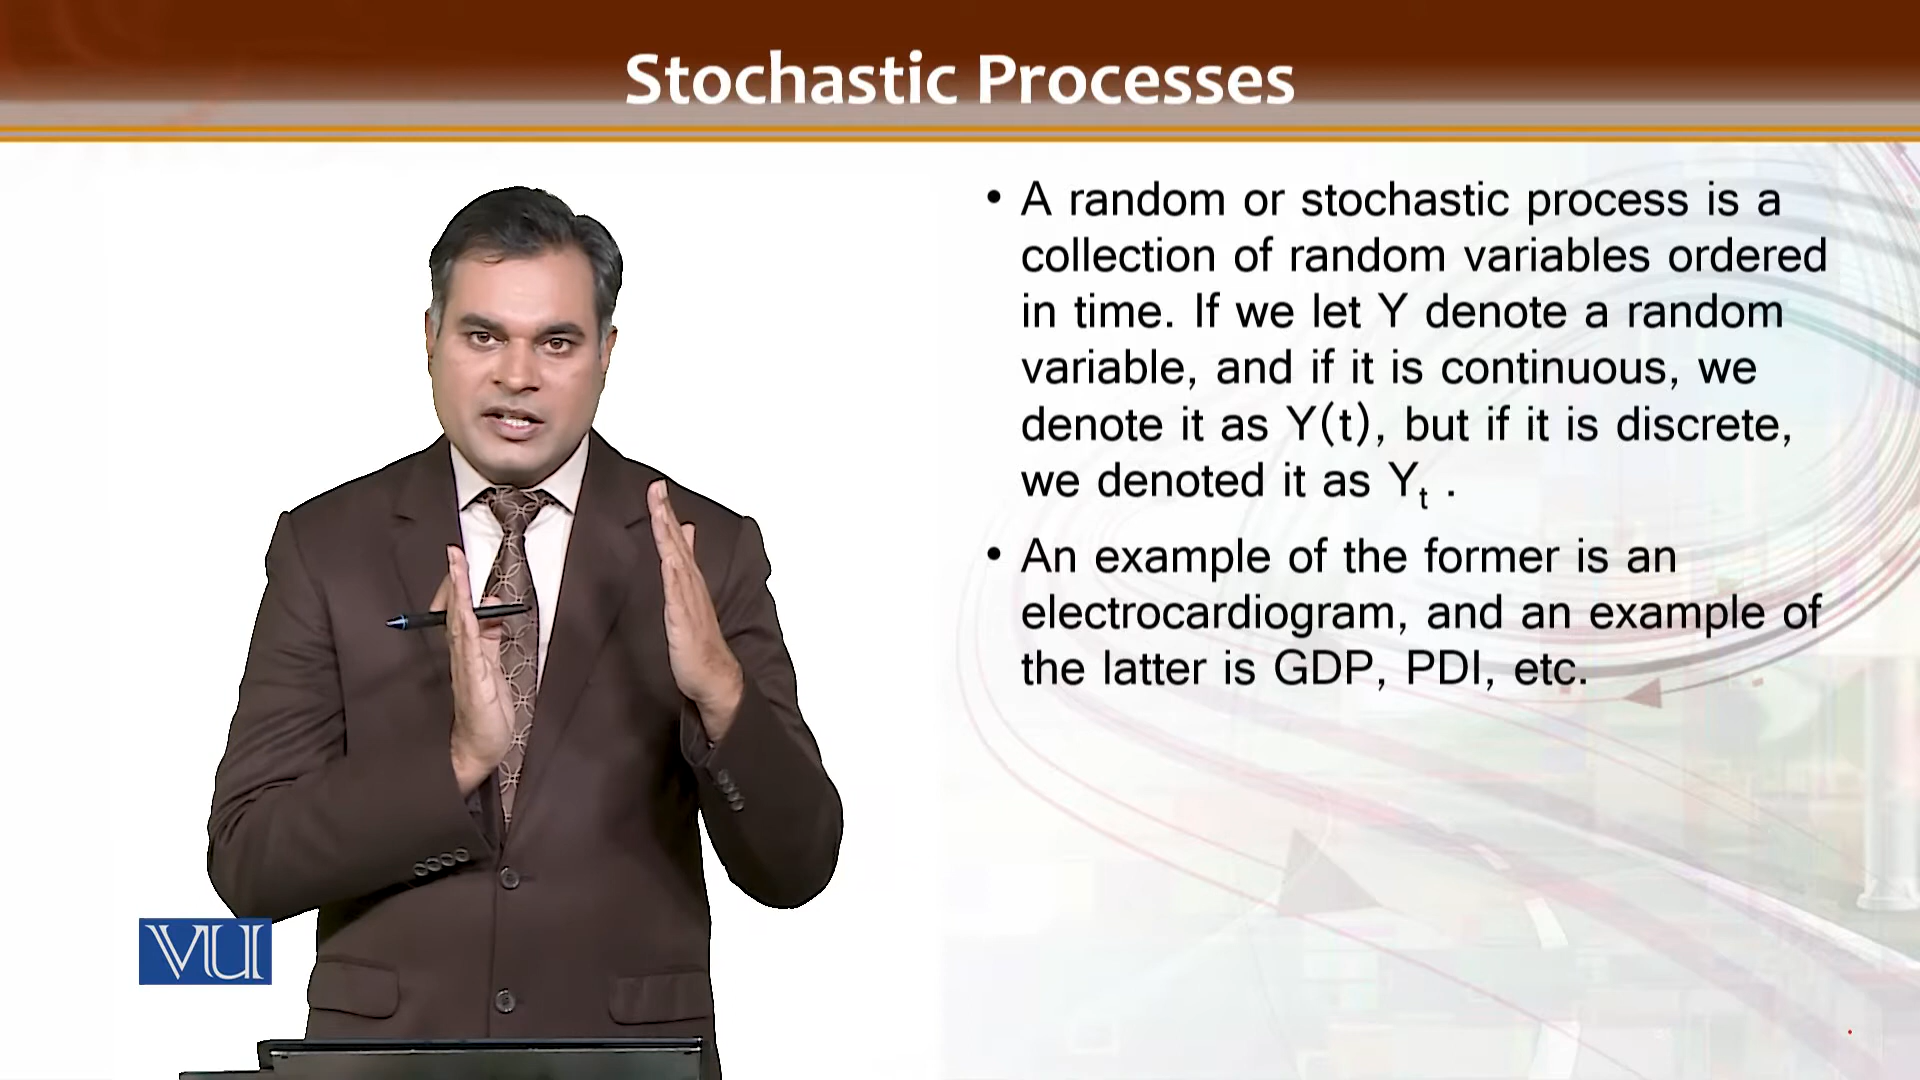 Stochastic Processes
• A random or stochastic process is a
collection of random variables ordered
in time. If we let Y denote a random
variable, and if it is continuous, we
denote it as Y(t), but if it is discrete,
we denoted it as Yₜ .
• An example of the former is an
electrocardiogram, and an example of
the latter is GDP, PDI, etc.
VU